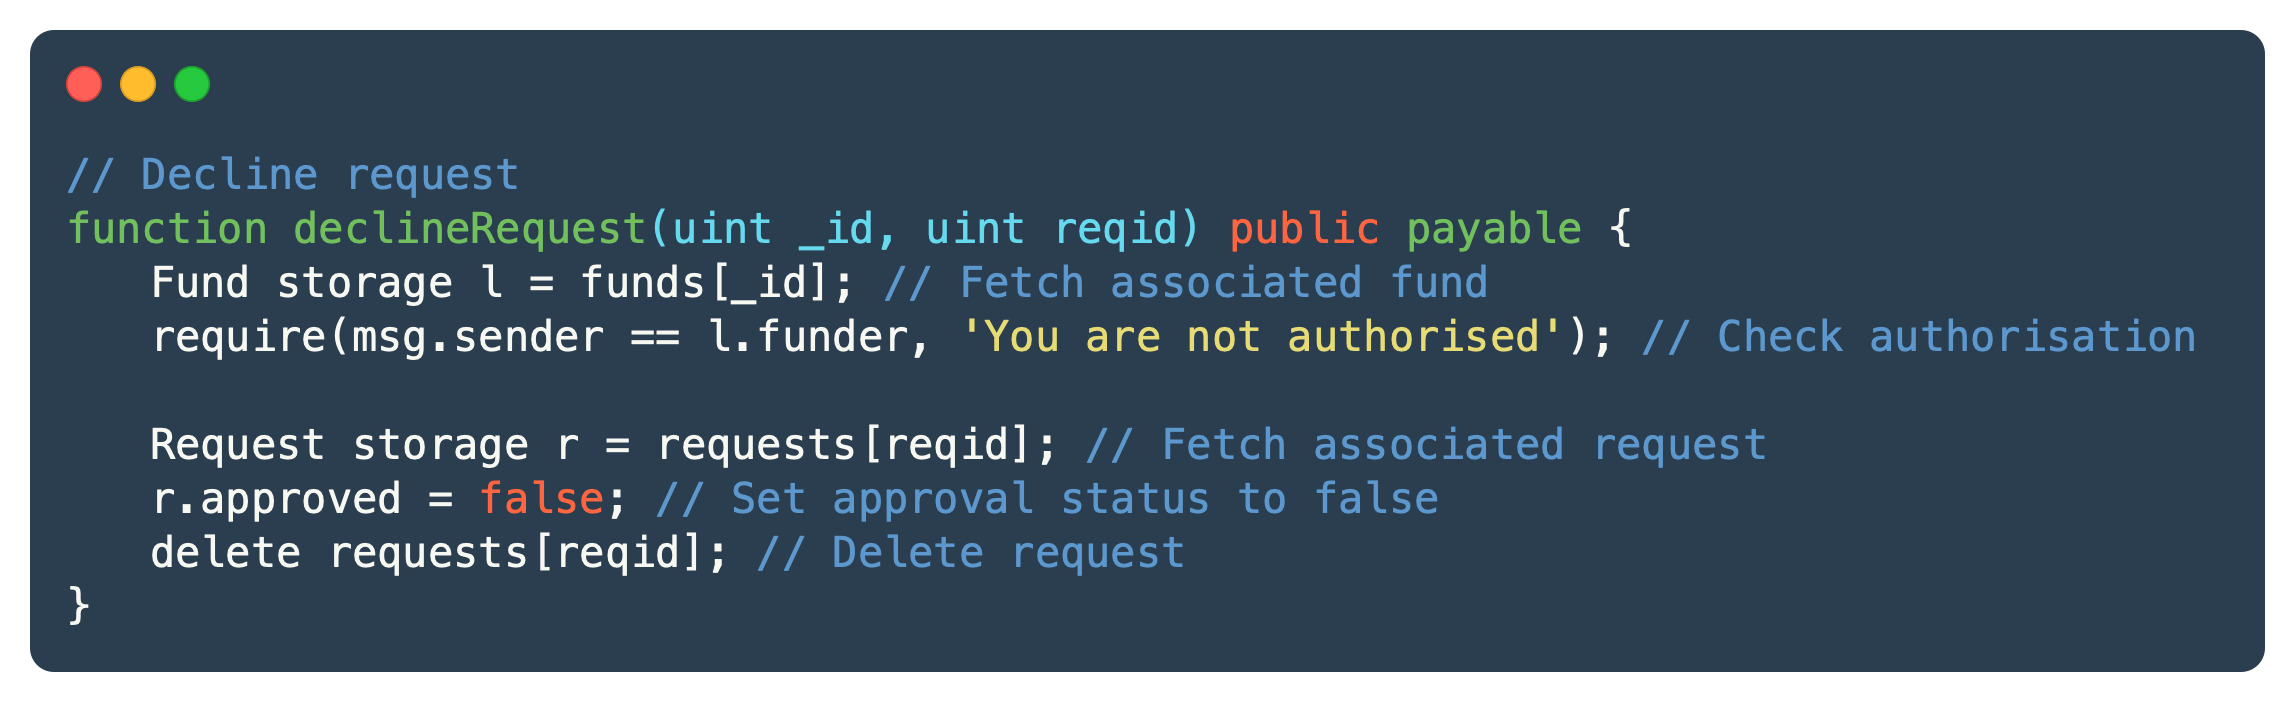 // Decline request
function declineRequest(uint _id, uint reqid) public payable {
Fund storage l = funds[_id]; // Fetch associated fund
require(msg.sender == l.funder, 'You are not authorised'); // Check authorisation
Request storage r = requests[reqid]; // Fetch associated request
r.approved = false; // Set approval status to false
delete requests[reqid]; // Delete request
}